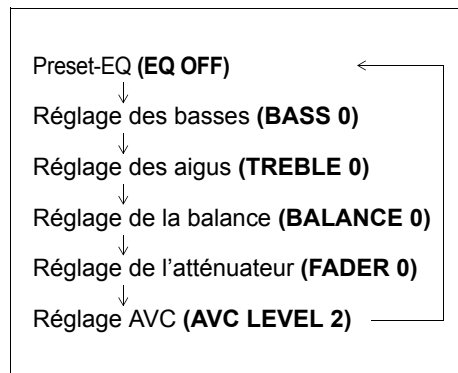 Preset-EQ (EQ OFF)
Réglage des basses (BASS 0)
Réglage des aigus (TREBLE 0)
Réglage de la balance (BALANCE 0)
Réglage de l’atténuateur (FADER 0)
Réglage AVC (AVC LEVEL 2)